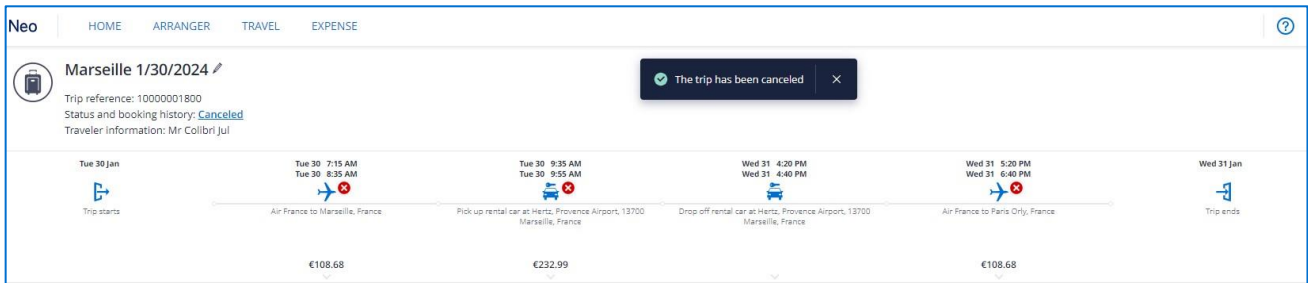 Neo HOME ARRANGER TRAVEL EXPENSE ?
Marseille 1/30/2024
The trip has been canceled
Trip reference: 10000001800
Status and booking history: Canceled
Traveler information: Mr Colibri Jul
Tue 30 Jan
Trip starts
Tue 30 7:15 AM
Tue 30 8:35 AM
Air France to Marseille, France
€108.68
Tue 30 9:35 AM
Tue 30 9:55 AM
Pick up rental car at Hertz, Provence Airport, 13700
Marseille, France
€232.99
Wed 31 4:20 PM
Wed 31 4:40 PM
Drop off rental car at Hertz, Provence Airport, 13700
Marseille, France
Wed 31 5:20 PM
Wed 31 6:40 PM
Air France to Paris Orly, France
€108.68
Wed 31 Jan
Trip ends